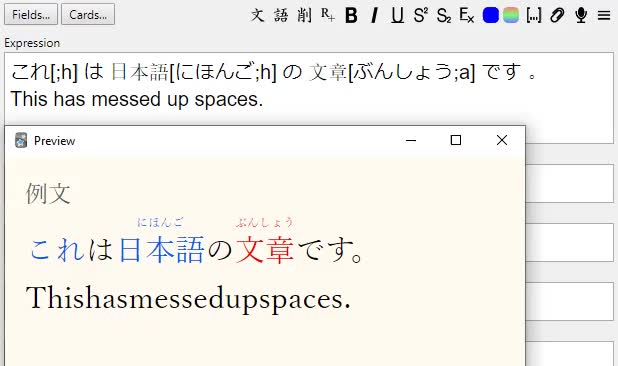 Fields...
Cards...
文 語 削 R+ B I U S² S₂ Ex [...]
Expression
これ[;h] は 日本語[にほんご;h] の 文章[ぶんしょう;a] です 。
This has messed up spaces.
Preview
例文
にほんご ぶんしょう
これは日本語の文章です。
Thishasmessedupspaces.